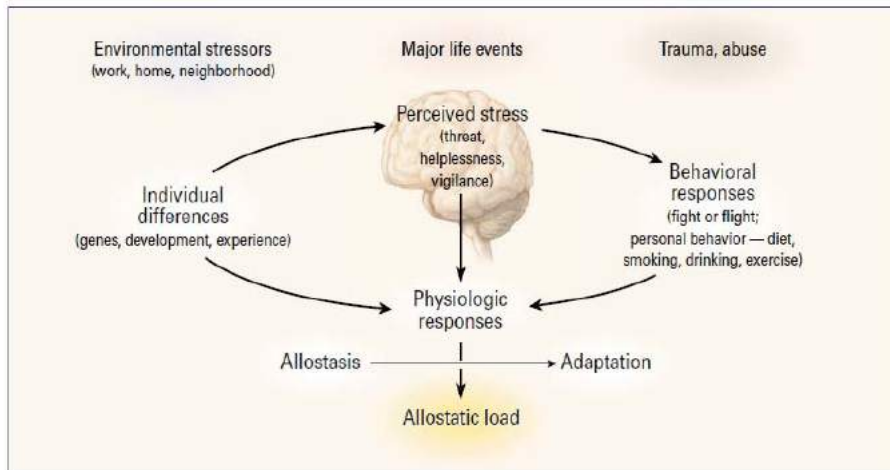 Environmental stressors
(work, home, neighborhood)
Major life events
Trauma, abuse
Perceived stress
(threat,
helplessness,
vigilance)
Individual
differences
(genes, development, experience)
Behavioral
responses
(fight or flight;
personal behavior — diet,
smoking, drinking, exercise)
Physiologic
responses
Allostasis
Adaptation
Allostatic load